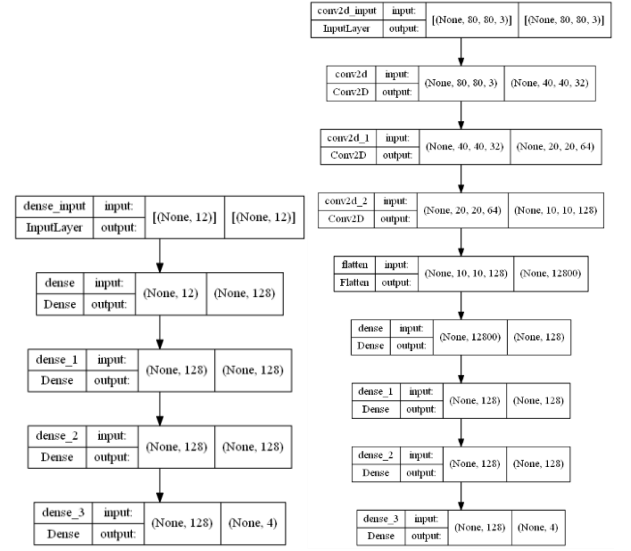 dense_input input: [(None, 12)] [(None, 12)]
InputLayer output:
dense input: (None, 12) (None, 128)
Dense output:
dense_1 input: (None, 128) (None, 128)
Dense output:
dense_2 input: (None, 128) (None, 128)
Dense output:
dense_3 input: (None, 128) (None, 4)
Dense output:
conv2d_input input: [(None, 80, 80, 3)] [(None, 80, 80, 3)]
InputLayer output:
conv2d input: (None, 80, 80, 3) (None, 40, 40, 32)
Conv2D output:
conv2d_1 input: (None, 40, 40, 32) (None, 20, 20, 64)
Conv2D output:
conv2d_2 input: (None, 20, 20, 64) (None, 10, 10, 128)
Conv2D output:
flatten input: (None, 10, 10, 128) (None, 12800)
Flatten output:
dense input: (None, 12800) (None, 128)
Dense output:
dense_1 input: (None, 128) (None, 128)
Dense output:
dense_2 input: (None, 128) (None, 128)
Dense output:
dense_3 input: (None, 128) (None, 4)
Dense output: